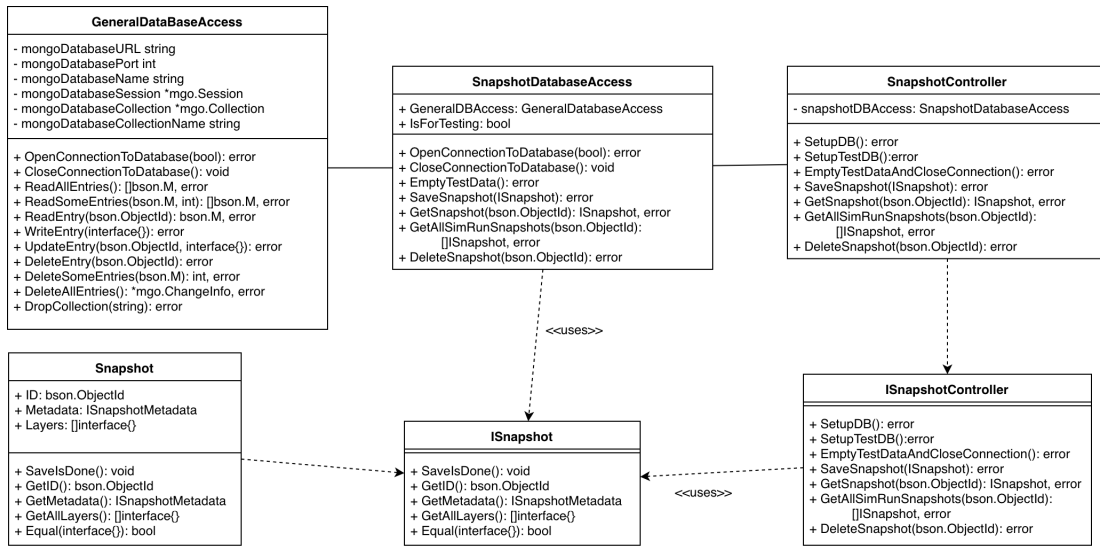 GeneralDataBaseAccess
- mongoDatabaseURL string
- mongoDatabasePort int
- mongoDatabaseName string
- mongoDatabaseSession *mgo.Session
- mongoDatabaseCollection *mgo.Collection
- mongoDatabaseCollectionName string
+ OpenConnectionToDatabase(bool): error
+ CloseConnectionToDatabase(): void
+ ReadAllEntries(): []bson.M, error
+ ReadSomeEntries(bson.M, int): []bson.M, error
+ ReadEntry(bson.ObjectId): bson.M, error
+ WriteEntry(interface{}): error
+ UpdateEntry(bson.ObjectId, interface{}): error
+ DeleteEntry(bson.ObjectId): error
+ DeleteSomeEntries(bson.M): int, error
+ DeleteAllEntries(): *mgo.ChangeInfo, error
+ DropCollection(string): error
SnapshotDatabaseAccess
+ GeneralDBAccess: GeneralDatabaseAccess
+ IsForTesting: bool
+ OpenConnectionToDatabase(bool): error
+ CloseConnectionToDatabase(): void
+ EmptyTestData(): error
+ SaveSnapshot(ISnapshot): error
+ GetSnapshot(bson.ObjectId): ISnapshot, error
+ GetAllSimRunSnapshots(bson.ObjectId):
[]ISnapshot, error
+ DeleteSnapshot(bson.ObjectId): error
SnapshotController
- snapshotDBAccess: SnapshotDatabaseAccess
+ SetupDB(): error
+ SetupTestDB():error
+ EmptyTestDataAndCloseConnection(): error
+ SaveSnapshot(ISnapshot): error
+ GetSnapshot(bson.ObjectId): ISnapshot, error
+ GetAllSimRunSnapshots(bson.ObjectId):
[]ISnapshot, error
+ DeleteSnapshot(bson.ObjectId): error
<<uses>>
Snapshot
+ ID: bson.ObjectId
+ Metadata: ISnapshotMetadata
+ Layers: []interface{}
+ SaveIsDone(): void
+ GetID(): bson.ObjectId
+ GetMetadata(): ISnapshotMetadata
+ GetAllLayers(): []interface{}
+ Equal(interface{}): bool
ISnapshot
+ SaveIsDone(): void
+ GetID(): bson.ObjectId
+ GetMetadata(): ISnapshotMetadata
+ GetAllLayers(): []interface{}
+ Equal(interface{}): bool
<<uses>>
ISnapshotController
+ SetupDB(): error
+ SetupTestDB():error
+ EmptyTestDataAndCloseConnection(): error
+ SaveSnapshot(ISnapshot): error
+ GetSnapshot(bson.ObjectId): ISnapshot, error
+ GetAllSimRunSnapshots(bson.ObjectId):
[]ISnapshot, error
+ DeleteSnapshot(bson.ObjectId): error